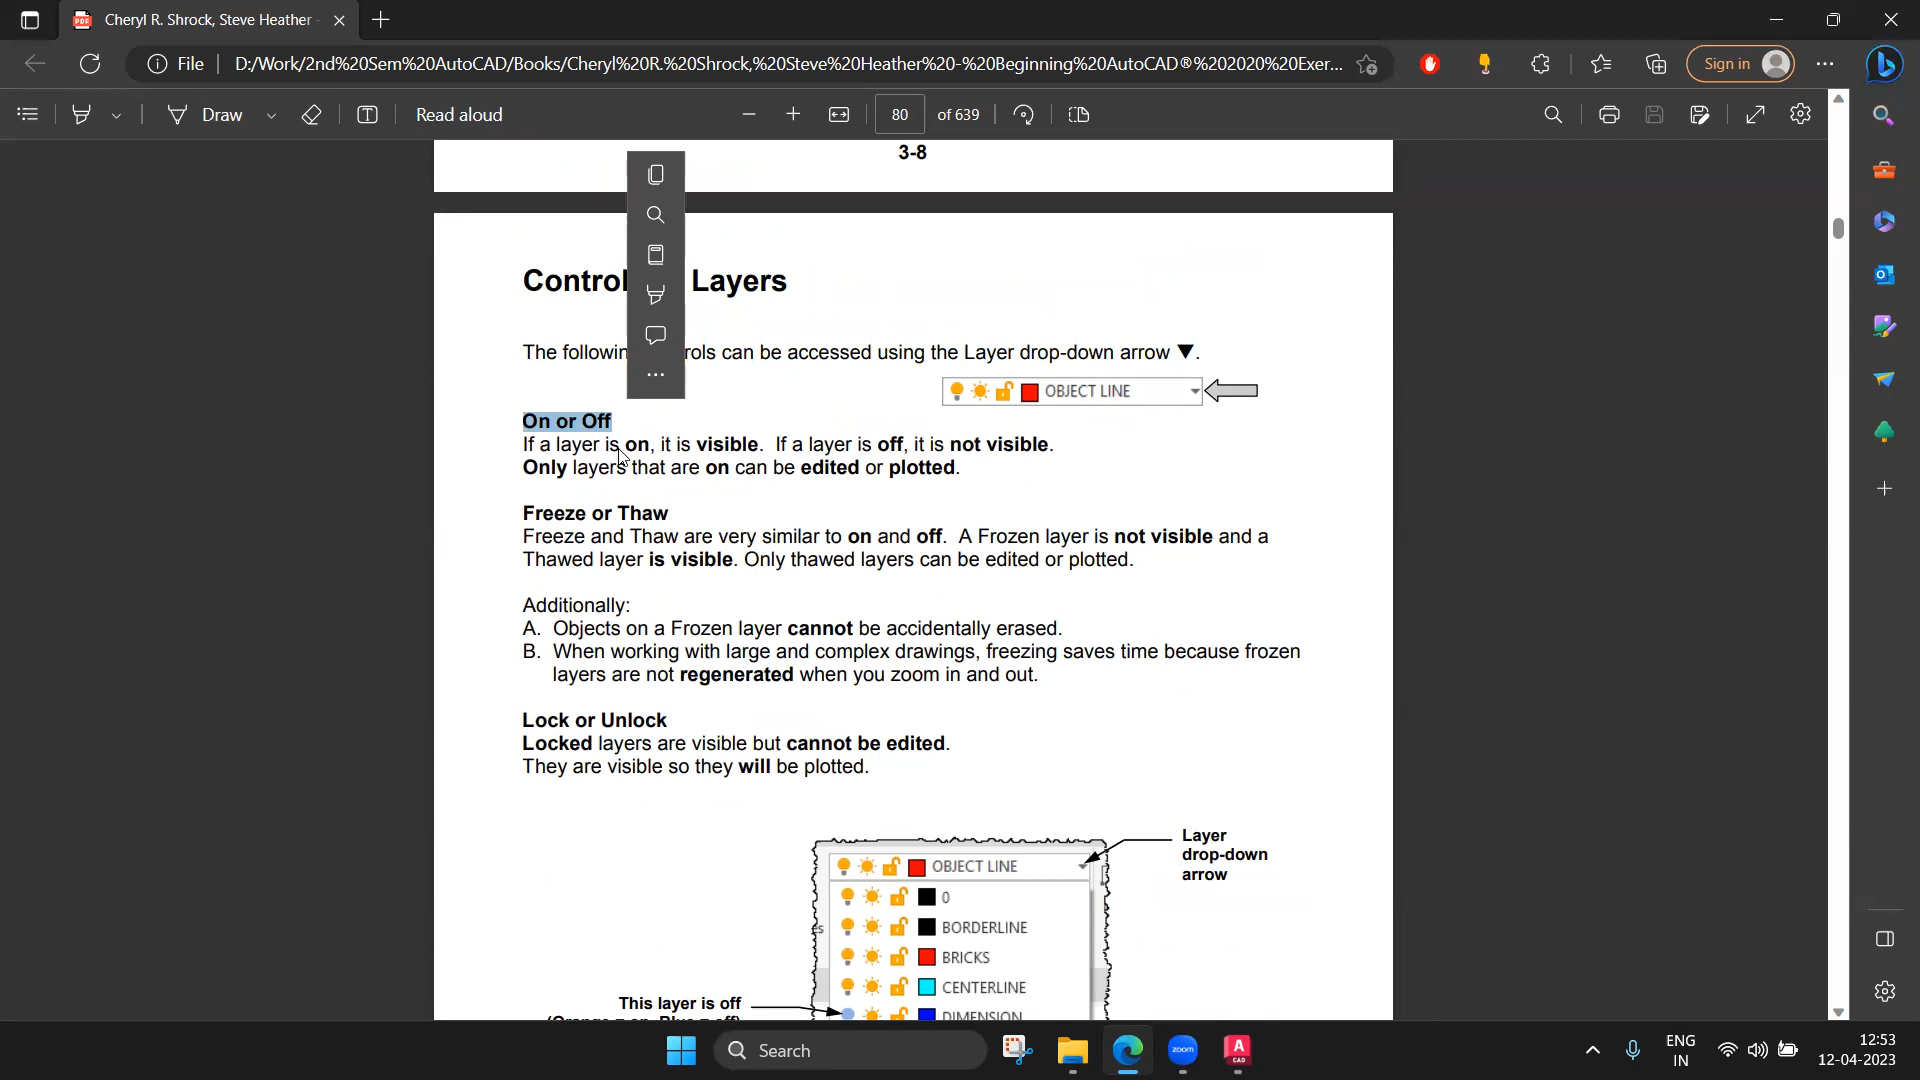 Cheryl R. Shrock, Steve Heather -
File
D:/Work/2nd%20Sem%20AutoCAD/Books/Cheryl%20R.%20Shrock,%20Steve%20Heather%20-%20Beginning%20AutoCAD®%202020%20Exer...
Sign in
Draw
Read aloud
80 of 639
3-8
Control Layers
The followin rols can be accessed using the Layer drop-down arrow ▼.
OBJECT LINE
On or Off
If a layer is on, it is visible. If a layer is off, it is not visible.
Only layers that are on can be edited or plotted.
Freeze or Thaw
Freeze and Thaw are very similar to on and off. A Frozen layer is not visible and a
Thawed layer is visible. Only thawed layers can be edited or plotted.
Additionally:
A. Objects on a Frozen layer cannot be accidentally erased.
B. When working with large and complex drawings, freezing saves time because frozen
layers are not regenerated when you zoom in and out.
Lock or Unlock
Locked layers are visible but cannot be edited.
They are visible so they will be plotted.
Layer
drop-down
arrow
OBJECT LINE
0
BORDERLINE
BRICKS
CENTERLINE
This layer is off
DIMENSION
(Orange = on, Blue = off)
Search
zoom
A
CAD
ENG
IN
12:53
12-04-2023